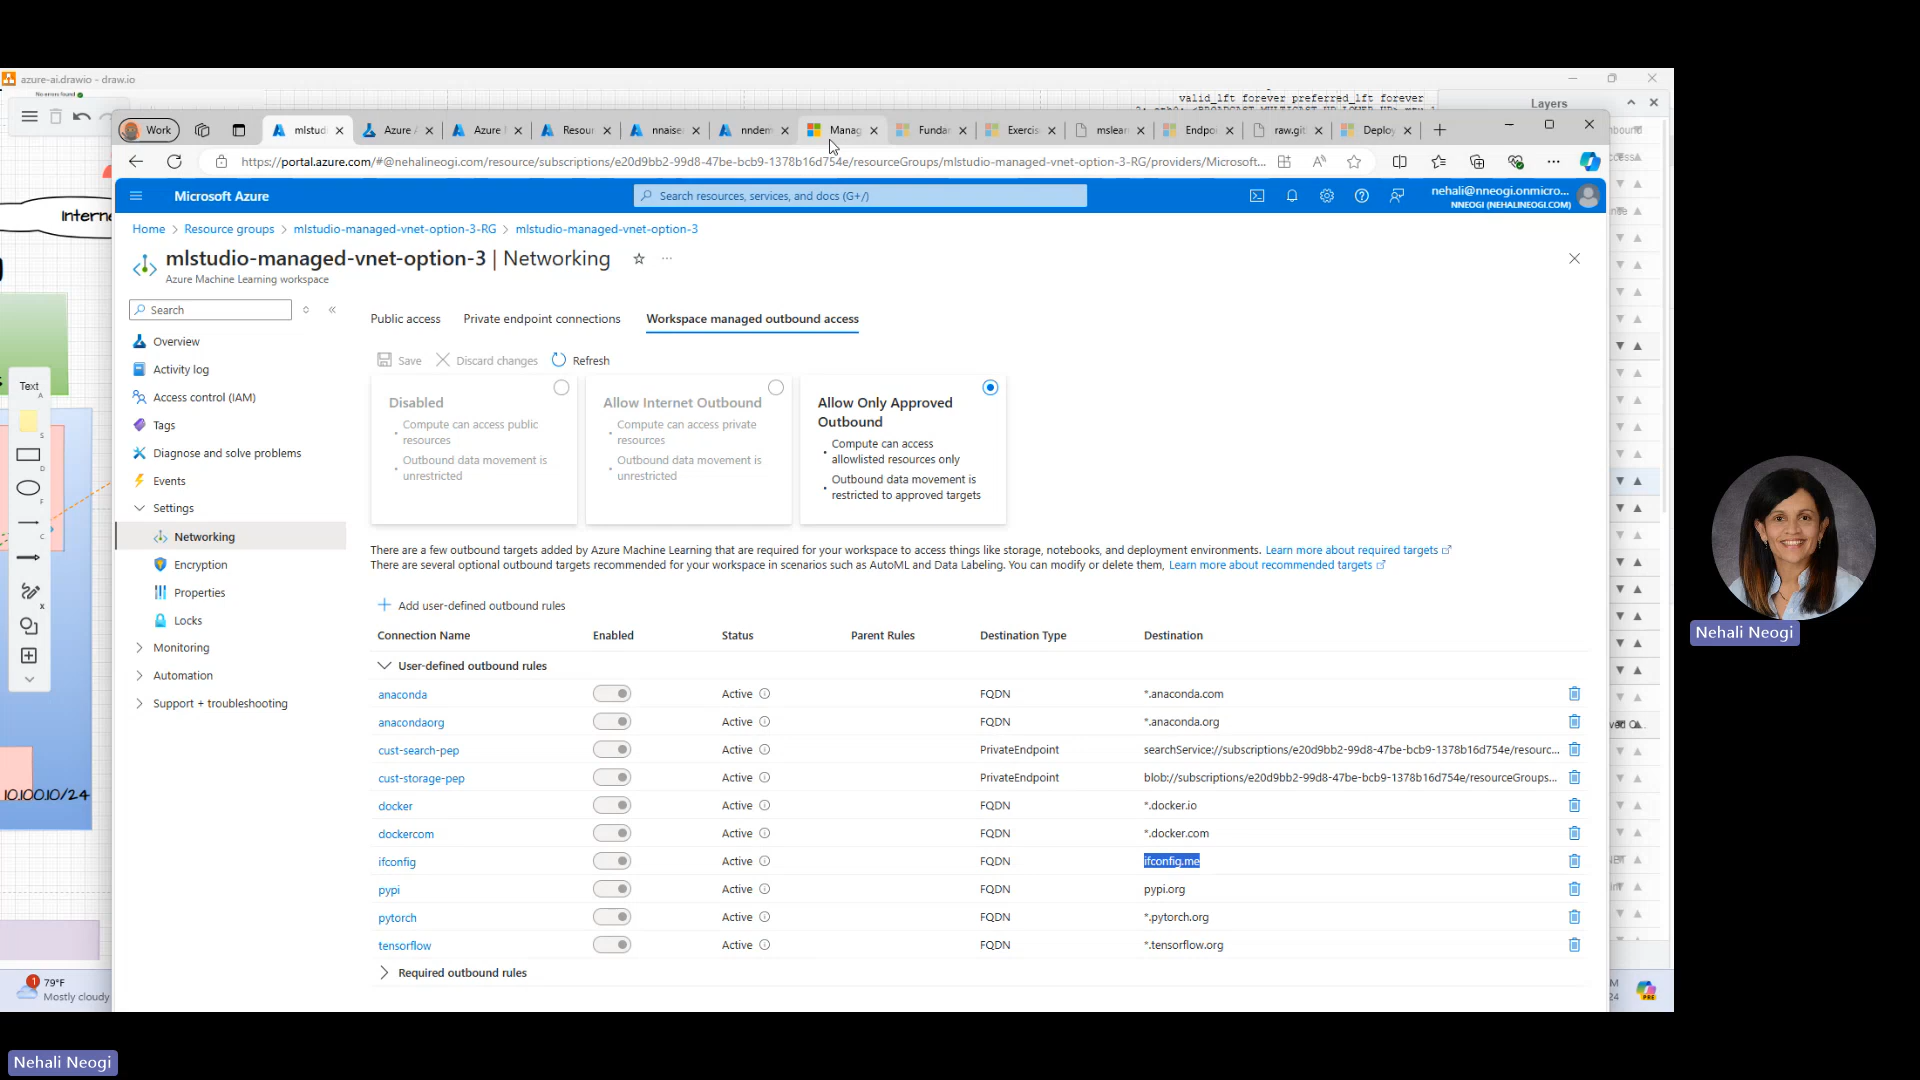 azure-ai.drawio - draw.io
valid_lft forever preferred_lft forever
Layers
Work
mlstud
Azure
Azure
Resour
nnaise
nnden
Manag
Fundar
Exercis
mslear
Endpo
raw.git
Deploy
https://portal.azure.com/#@nehalineogi.com/resource/subscriptions/e20d9bb2-99d8-47be-bcb9-1378b16d754e/resourceGroups/mlstudio-managed-vnet-option-3-RG/providers/Microsoft...
Microsoft Azure
Search resources, services, and docs (G+/)
nehali@nneogi.onmicro...
NNEOGI (NEHALINEOGI.COM)
Interne
Home > Resource groups > mlstudio-managed-vnet-option-3-RG > mlstudio-managed-vnet-option-3
mlstudio-managed-vnet-option-3 | Networking
Azure Machine Learning workspace
Search
Overview
Activity log
Access control (IAM)
Tags
Diagnose and solve problems
Events
Settings
Networking
Encryption
Properties
Locks
Monitoring
Automation
Support + troubleshooting
Public access
Private endpoint connections
Workspace managed outbound access
Save
Discard changes
Refresh
Disabled
Compute can access public
resources
Outbound data movement is
unrestricted
Allow Internet Outbound
Compute can access private
resources
Outbound data movement is
unrestricted
Allow Only Approved
Outbound
Compute can access
allowlisted resources only
Outbound data movement is
restricted to approved targets
There are a few outbound targets added by Azure Machine Learning that are required for your workspace to access things like storage, notebooks, and deployment environments. Learn more about required targets
There are several optional outbound targets recommended for your workspace in scenarios such as AutoML and Data Labeling. You can modify or delete them, Learn more about recommended targets
Add user-defined outbound rules
Connection Name Enabled Status Parent Rules Destination Type Destination
User-defined outbound rules
anaconda Active FQDN *.anaconda.com
anacondaorg Active FQDN *.anaconda.org
cust-search-pep Active PrivateEndpoint searchService://subscriptions/e20d9bb2-99d8-47be-bcb9-1378b16d754e/resourc...
cust-storage-pep Active PrivateEndpoint blob://subscriptions/e20d9bb2-99d8-47be-bcb9-1378b16d754e/resourceGroups...
docker Active FQDN *.docker.io
dockercom Active FQDN *.docker.com
ifconfig Active FQDN ifconfig.me
pypi Active FQDN pypi.org
pytorch Active FQDN *.pytorch.org
tensorflow Active FQDN *.tensorflow.org
Required outbound rules
Text
10.100.10/24
79°F
Mostly cloudy
Nehali Neogi
Nehali Neogi